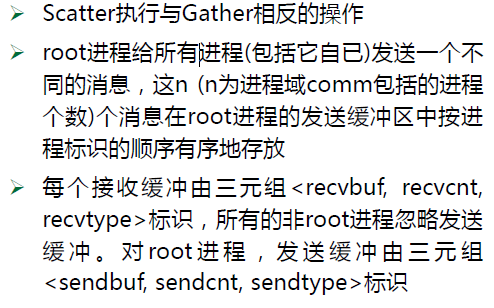 Scatter执行与Gather相反的操作
root进程给所有进程(包括它自已)发送一个不
同的消息，这n (n为进程域comm包括的进程
个数)个消息在root进程的发送缓冲区中按进
程标识的顺序有序地存放
每个接收缓冲由三元组<recvbuf, recvcnt,
recvtype>标识，所有的非root进程忽略发送
缓冲。对root进程，发送缓冲由三元组
<sendbuf, sendcnt, sendtype>标识